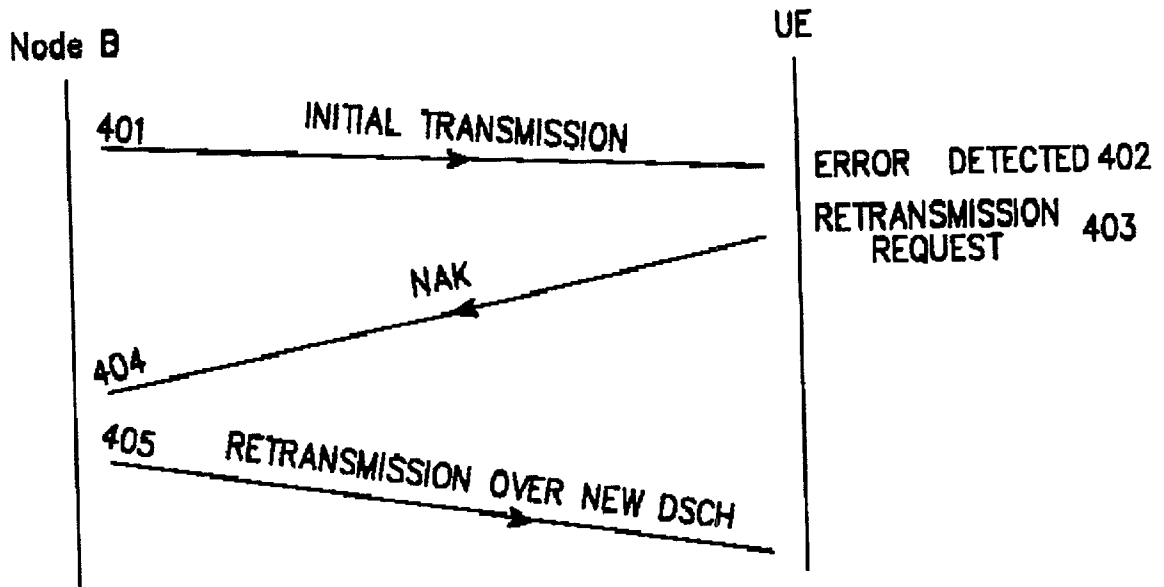 Node B
UE
401
INITIAL TRANSMISSION
ERROR DETECTED 402
RETRANSMISSION
REQUEST 403
NAK
404
405
RETRANSMISSION OVER NEW DSCH